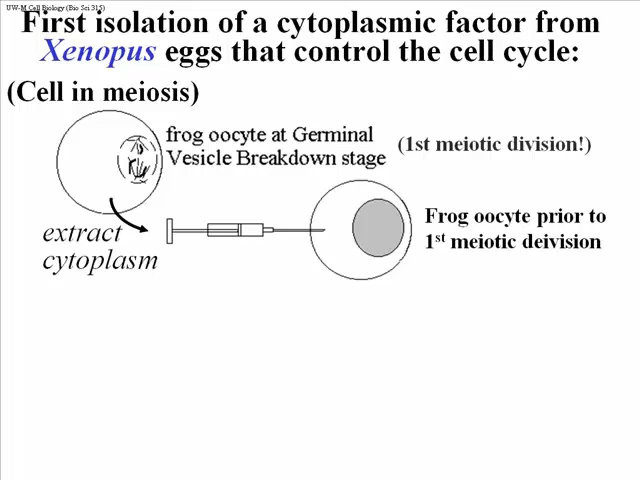 UW-M Cell Biology (Bio Sci 315)
First isolation of a cytoplasmic factor from
Xenopus eggs that control the cell cycle:
(Cell in meiosis)
frog oocyte at Germinal
Vesicle Breakdown stage
(1st meiotic division!)
extract
cytoplasm
Frog oocyte prior to
1st meiotic deivision